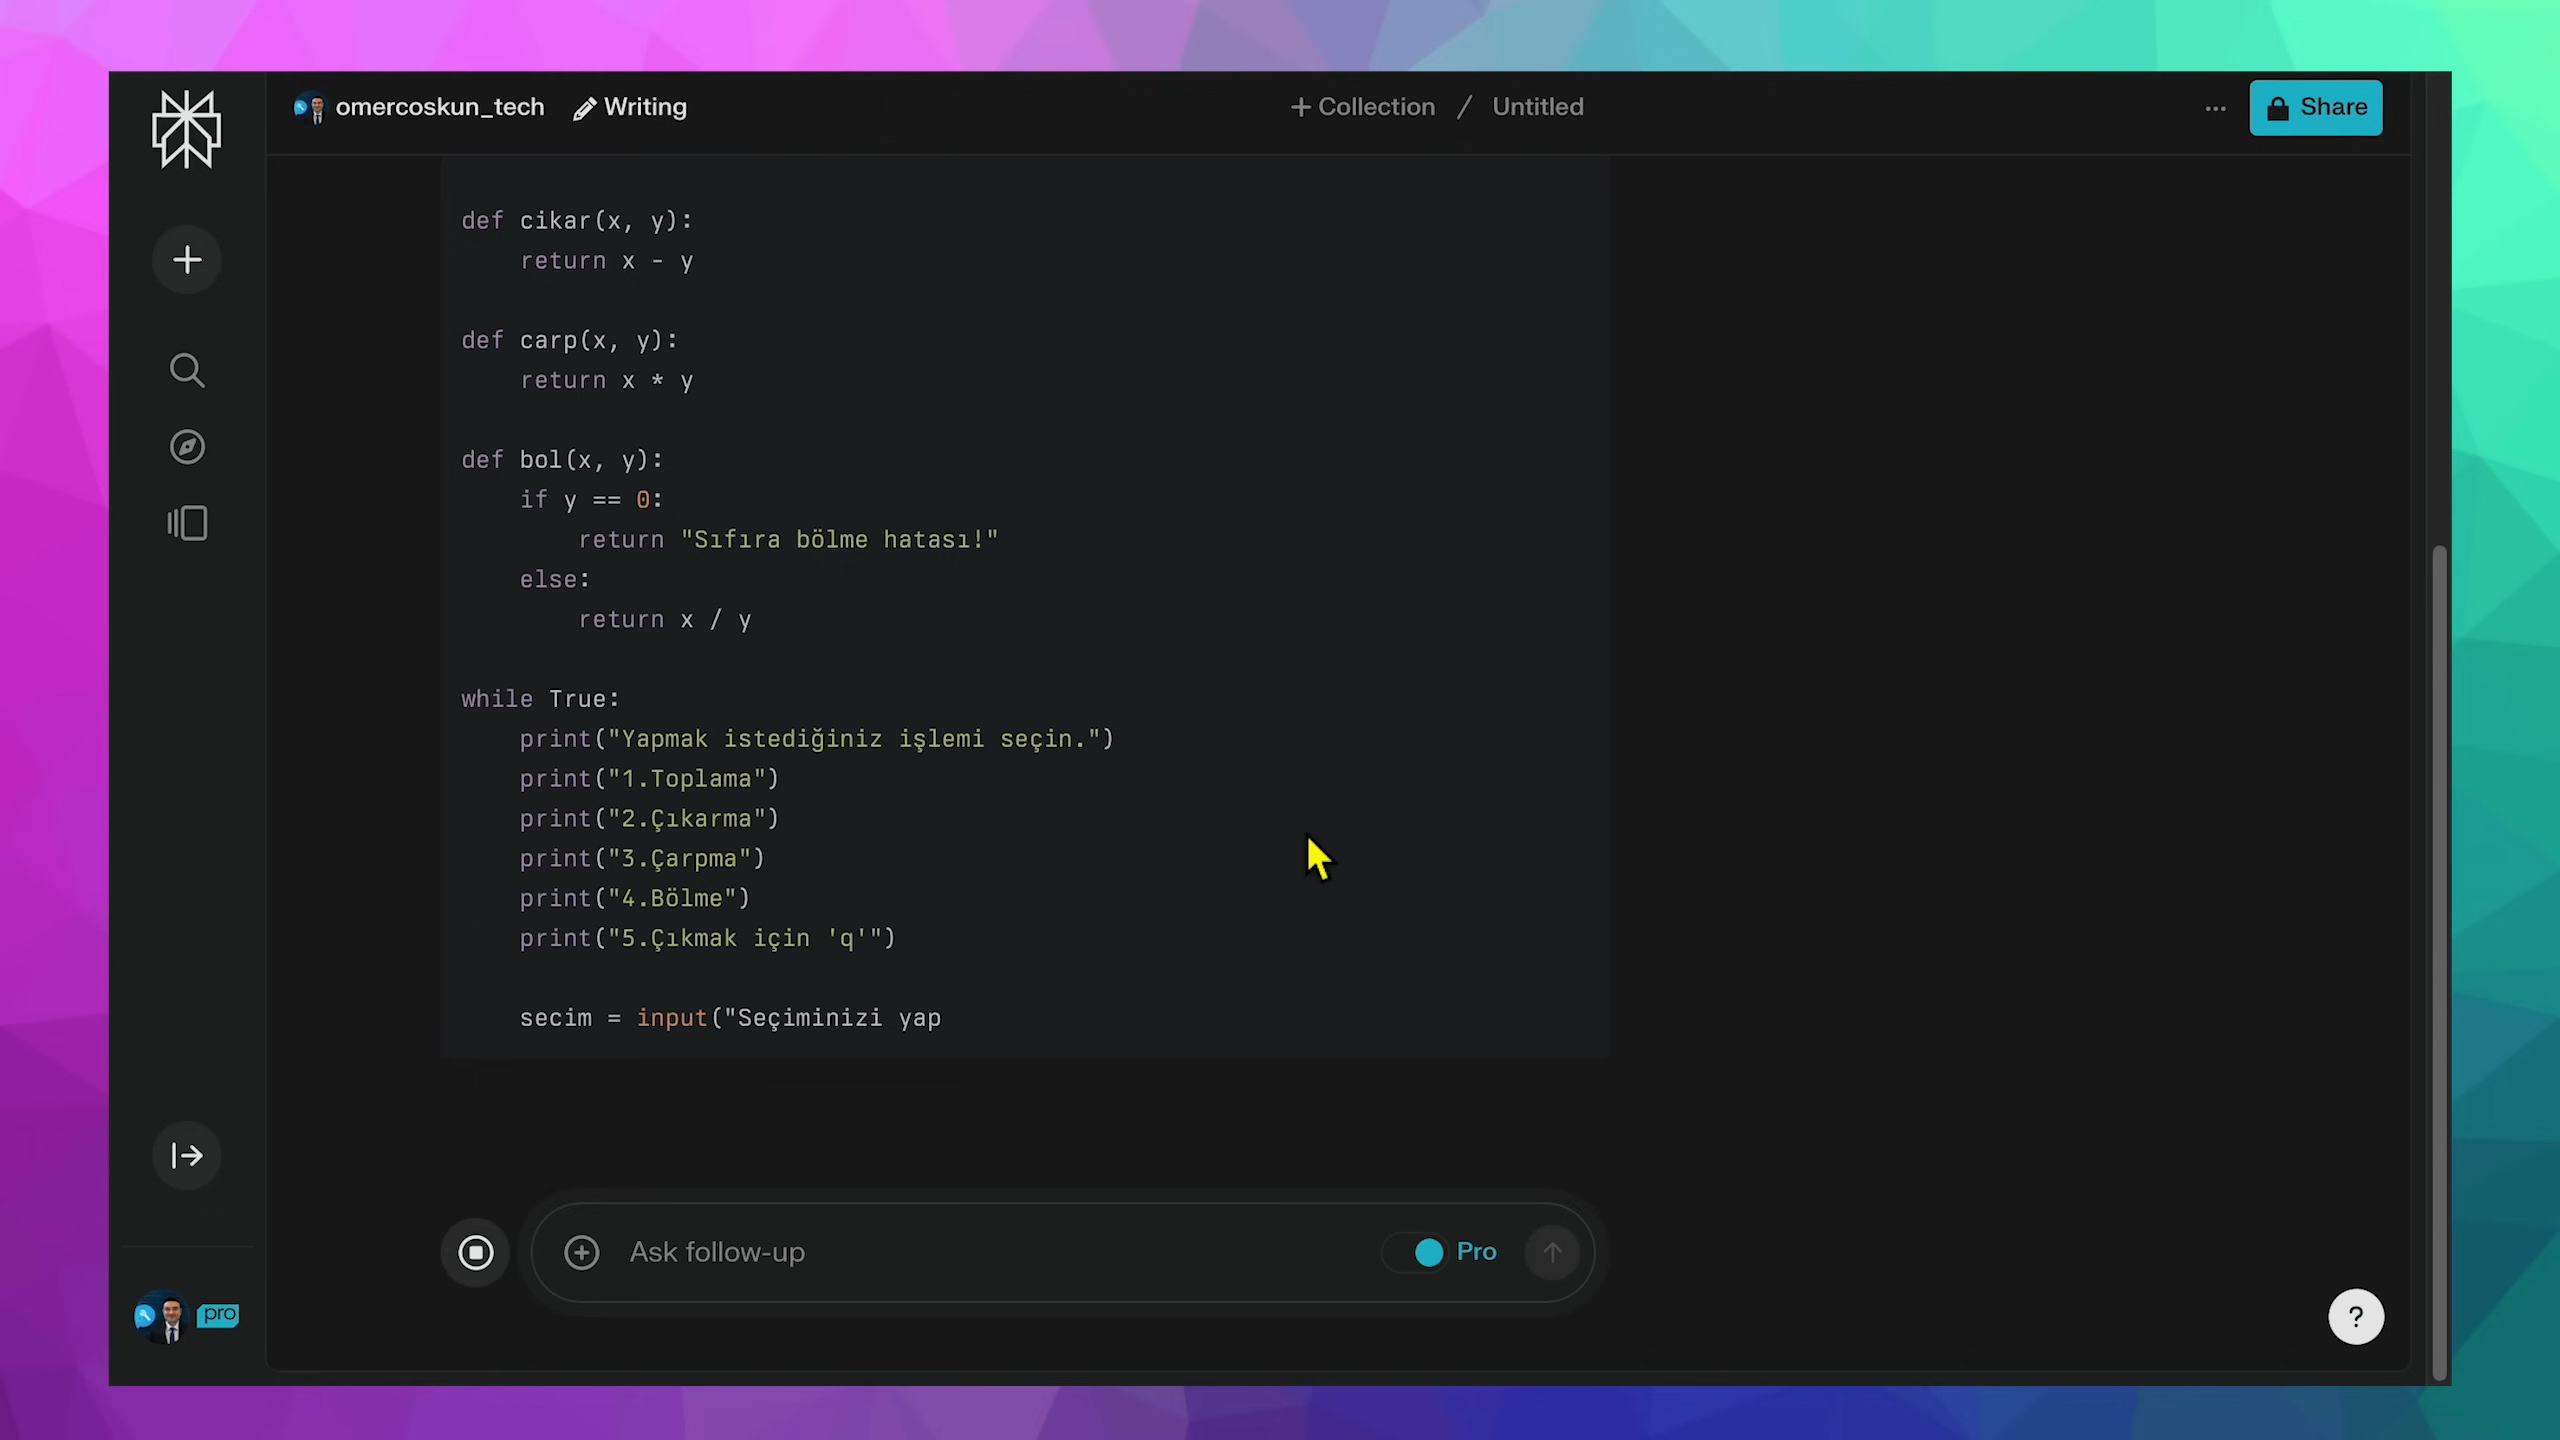 omercoskun_tech Writing + Collection / Untitled ... Share
def cikar(x, y):
    return x - y
def carp(x, y):
    return x * y
def bol(x, y):
    if y == 0:
        return "Sıfıra bölme hatası!"
    else:
        return x / y
while True:
    print("Yapmak istediğiniz işlemi seçin.")
    print("1.Toplama")
    print("2.Çıkarma")
    print("3.Çarpma")
    print("4.Bölme")
    print("5.Çıkmak için 'q'")
    secim = input("Seçiminizi yap
Ask follow-up Pro
pro
?